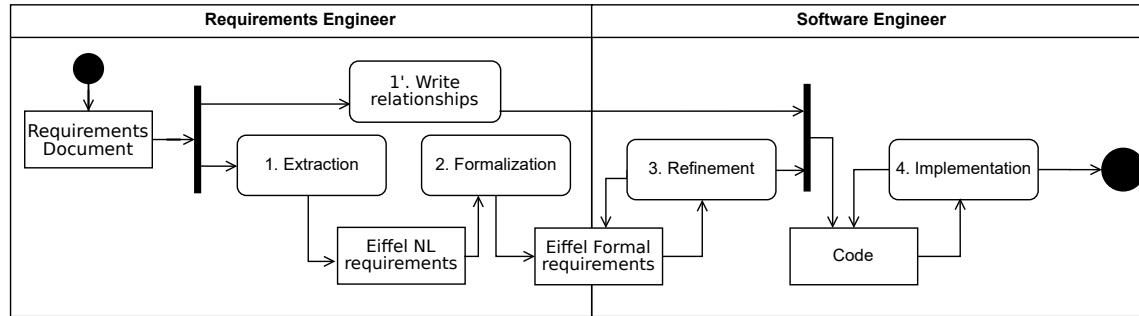 Requirements Engineer
Software Engineer
1'. Write
relationships
Requirements
Document
1. Extraction
2. Formalization
3. Refinement
4. Implementation
Eiffel NL
requirements
Eiffel Formal
requirements
Code